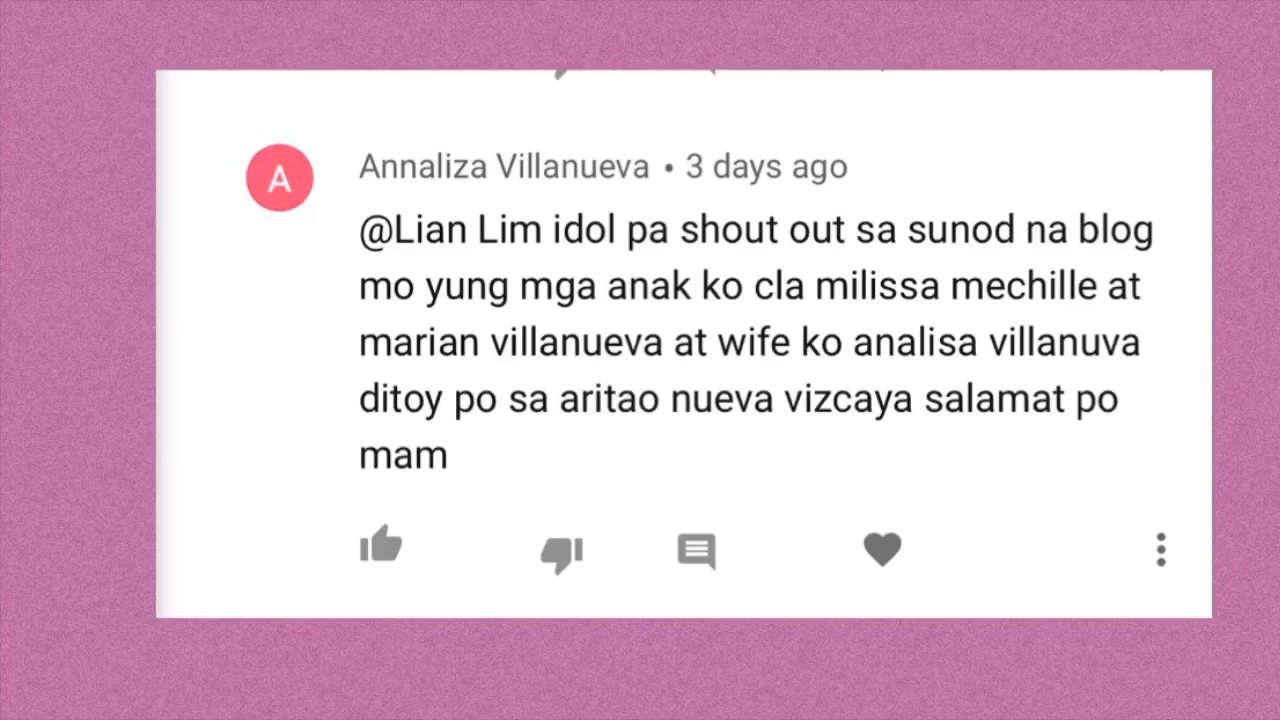 A
Annaliza Villanueva • 3 days ago
@Lian Lim idol pa shout out sa sunod na blog
mo yung mga anak ko cla milissa mechille at
marian villanueva at wife ko analisa villanuva
ditoy po sa aritao nueva vizcaya salamat po
mam